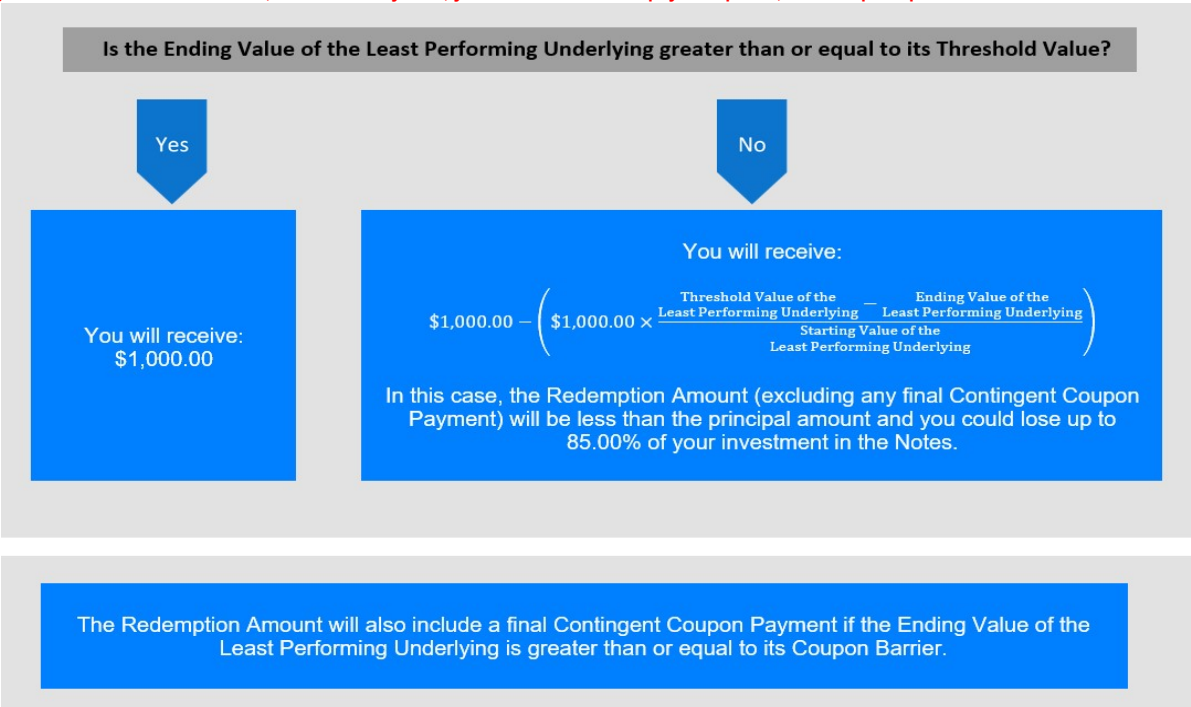 Is the Ending Value of the Least Performing Underlying greater than or equal to its Threshold Value?
Yes
No
You will receive:
$1,000.00
You will receive:
$1,000.00 − ( $1,000.00 × (Threshold Value of the Least Performing Underlying − Ending Value of the Least Performing Underlying) / Starting Value of the Least Performing Underlying )
In this case, the Redemption Amount (excluding any final Contingent Coupon
Payment) will be less than the principal amount and you could lose up to
85.00% of your investment in the Notes.
The Redemption Amount will also include a final Contingent Coupon Payment if the Ending Value of the
Least Performing Underlying is greater than or equal to its Coupon Barrier.